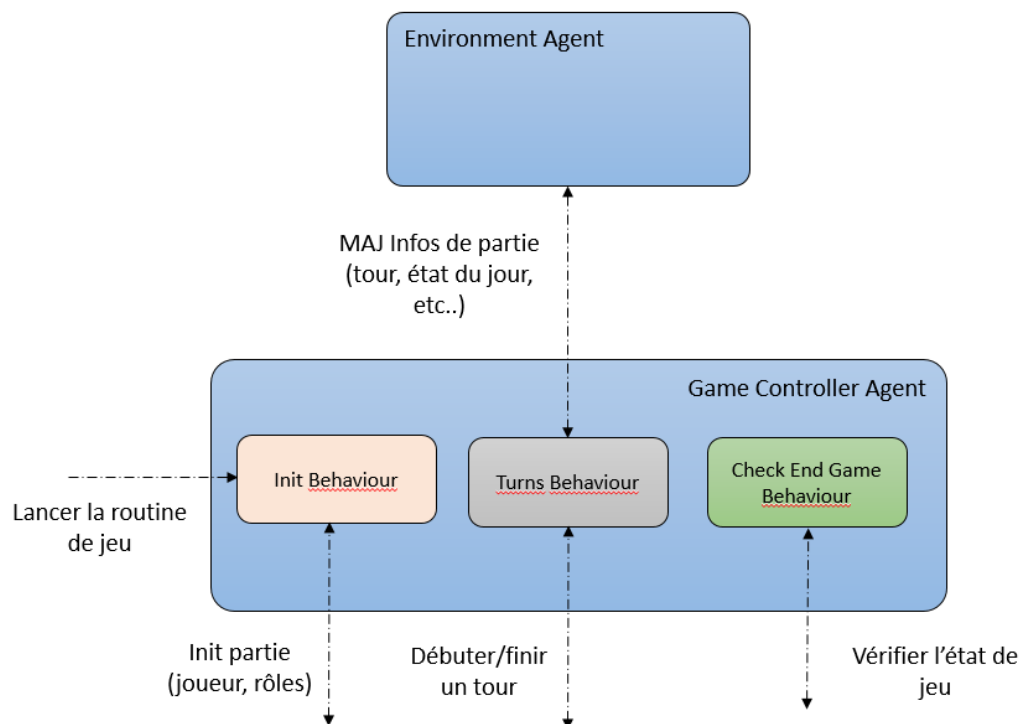 Environment Agent
MAJ Infos de partie
(tour, état du jour,
etc..)
Game Controller Agent
Init Behaviour
Turns Behaviour
Check End Game
Behaviour
Lancer la routine
de jeu
Init partie
(joueur, rôles)
Débuter/finir
un tour
Vérifier l’état de
jeu